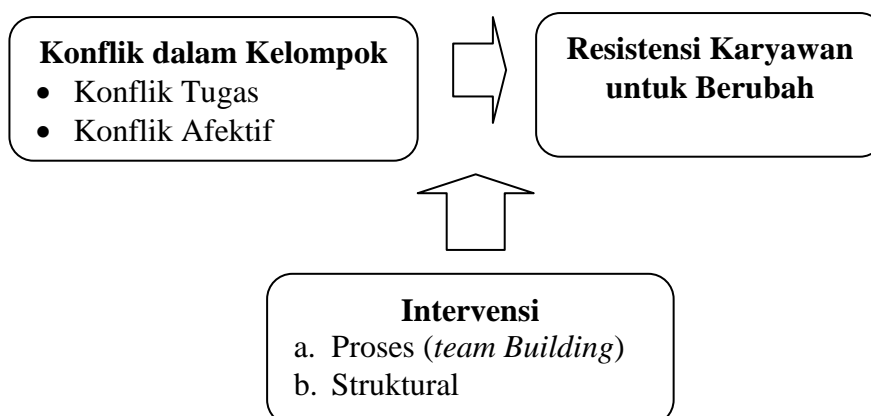 Konflik dalam Kelompok
• Konflik Tugas
• Konflik Afektif
Resistensi Karyawan
untuk Berubah
Intervensi
a. Proses (team Building)
b. Struktural